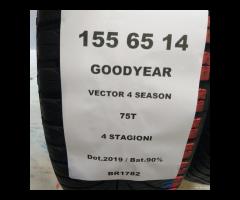 155 65 14
GOODYEAR
VECTOR 4 SEASON
75T
4 STAGIONI
Dot.2019 / Bat.90%
BR1782